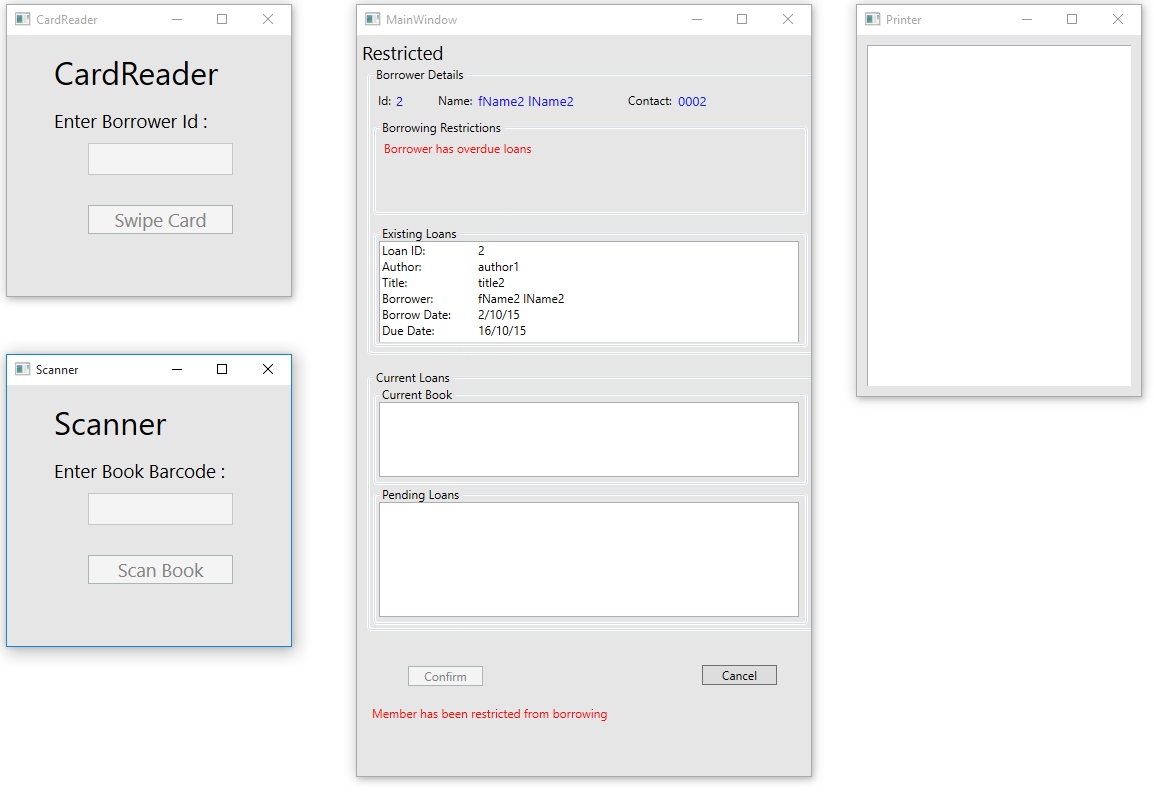 CardReader
CardReader
Enter Borrower Id :
Swipe Card
Scanner
Scanner
Enter Book Barcode :
Scan Book
MainWindow
Restricted
Borrower Details
Id: 2 Name: fName2 lName2 Contact: 0002
Borrowing Restrictions
Borrower has overdue loans
Existing Loans
Loan ID: 2
Author: author1
Title: title2
Borrower: fName2 lName2
Borrow Date: 2/10/15
Due Date: 16/10/15
Current Loans
Current Book
Pending Loans
Confirm Cancel
Member has been restricted from borrowing
Printer